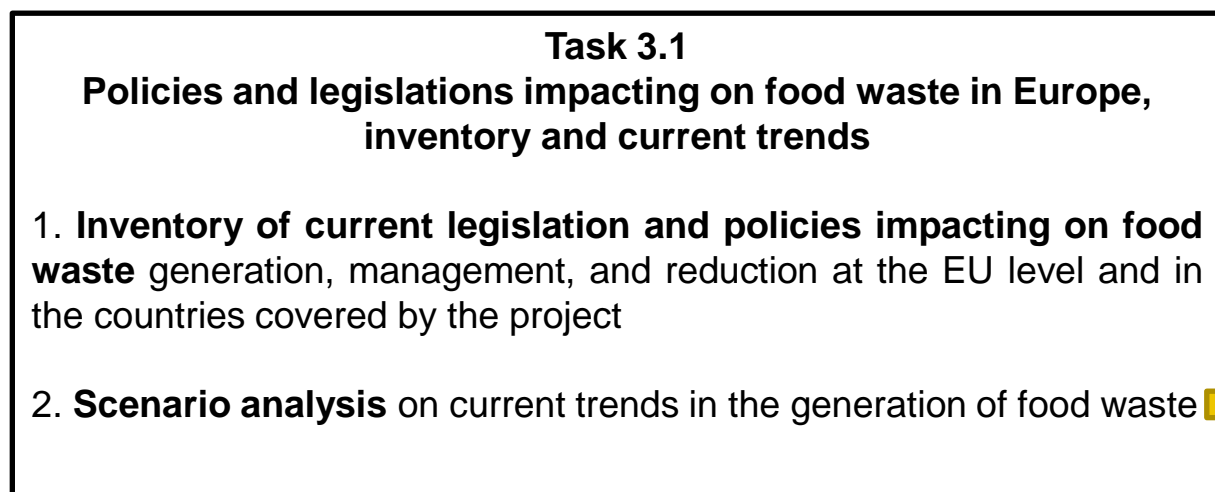 Task 3.1
Policies and legislations impacting on food waste in Europe,
inventory and current trends
1. Inventory of current legislation and policies impacting on food
waste generation, management, and reduction at the EU level and in
the countries covered by the project
2. Scenario analysis on current trends in the generation of food waste